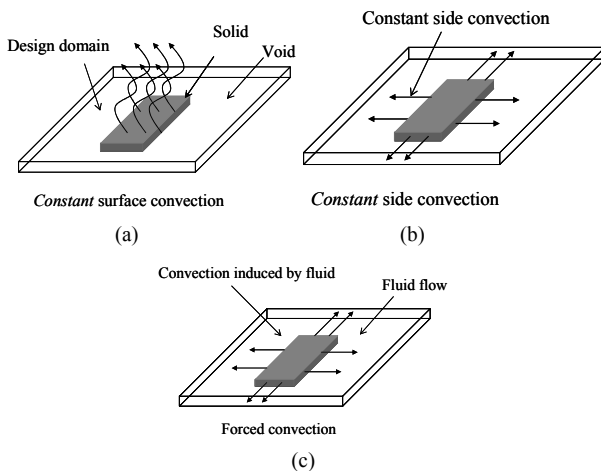 Design domain
Solid
Void
Constant surface convection
(a)
Constant side
convection
Constant side convection
(b)
Convection induced by fluid
Fluid flow
Forced convection
(c)